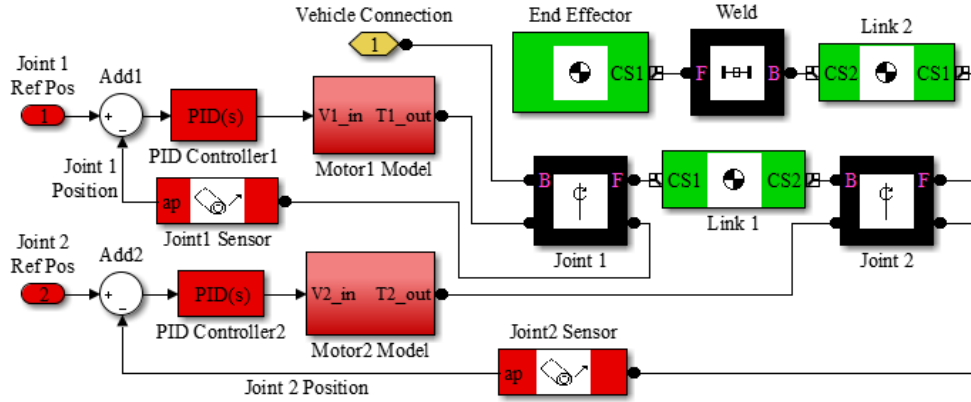 Vehicle Connection
1
End Effector
CS1
Weld
F
B
Link 2
CS2
CS1
Joint 1
Ref Pos
1
Add1
+
−
PID(s)
PID Controller1
V1_in
T1_out
Motor1 Model
Joint 1
Position
ap
Joint1 Sensor
B
F
Joint 1
CS1
CS2
Link 1
B
F
Joint 2
Joint 2
Ref Pos
2
Add2
+
−
PID(s)
PID Controller2
V2_in
T2_out
Motor2 Model
Joint2 Sensor
ap
Joint 2 Position